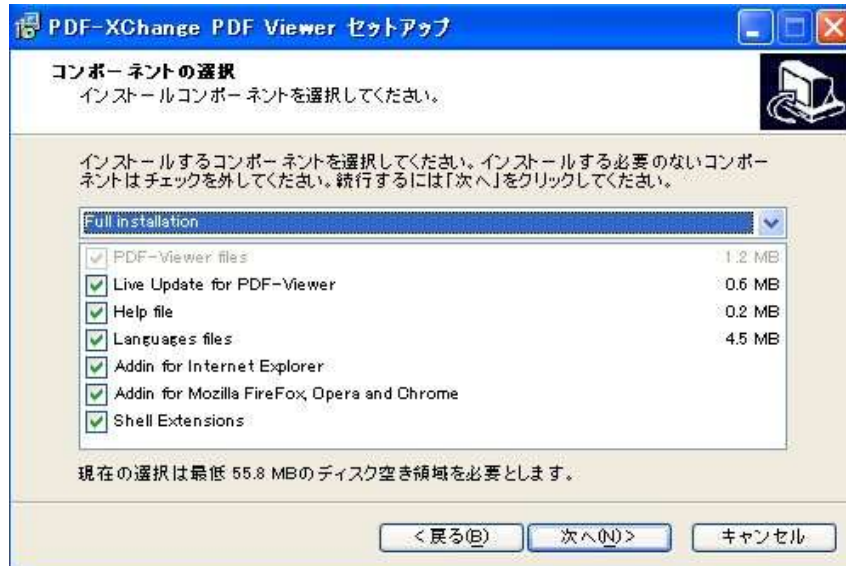 PDF-XChange PDF Viewer セットアップ
コンポーネントの選択
インストールコンポーネントを選択してください。
インストールするコンポーネントを選択してください。インストールする必要のないコンポー
ネントはチェックを外してください。続行するには「次へ」をクリックしてください。
Full installation
PDF-Viewer files 1.2 MB
Live Update for PDF-Viewer 0.6 MB
Help file 0.2 MB
Languages files 4.5 MB
Addin for Internet Explorer
Addin for Mozilla FireFox, Opera and Chrome
Shell Extensions
現在の選択は最低 55.8 MBのディスク空き領域を必要とします。
<戻る(B) 次へ(N)> キャンセル